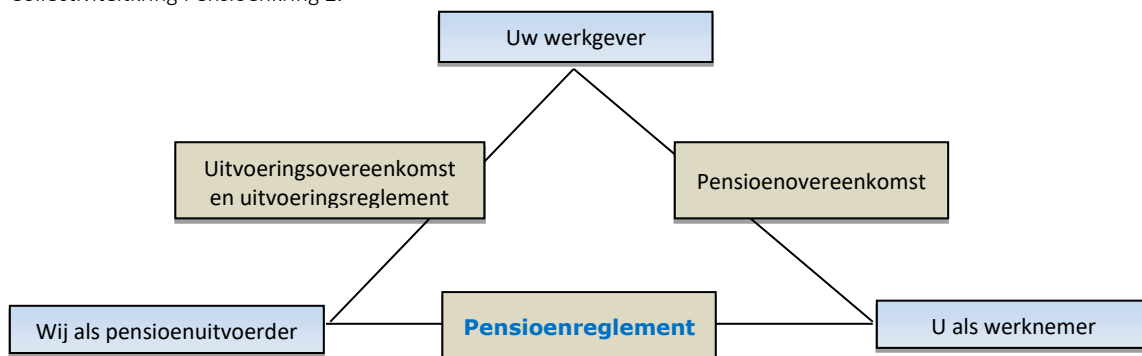 Uw werkgever
Uitvoeringsovereenkomst
en uitvoeringsreglement
Pensioenovereenkomst
Wij als pensioenuitvoerder
Pensioenreglement
U als werknemer